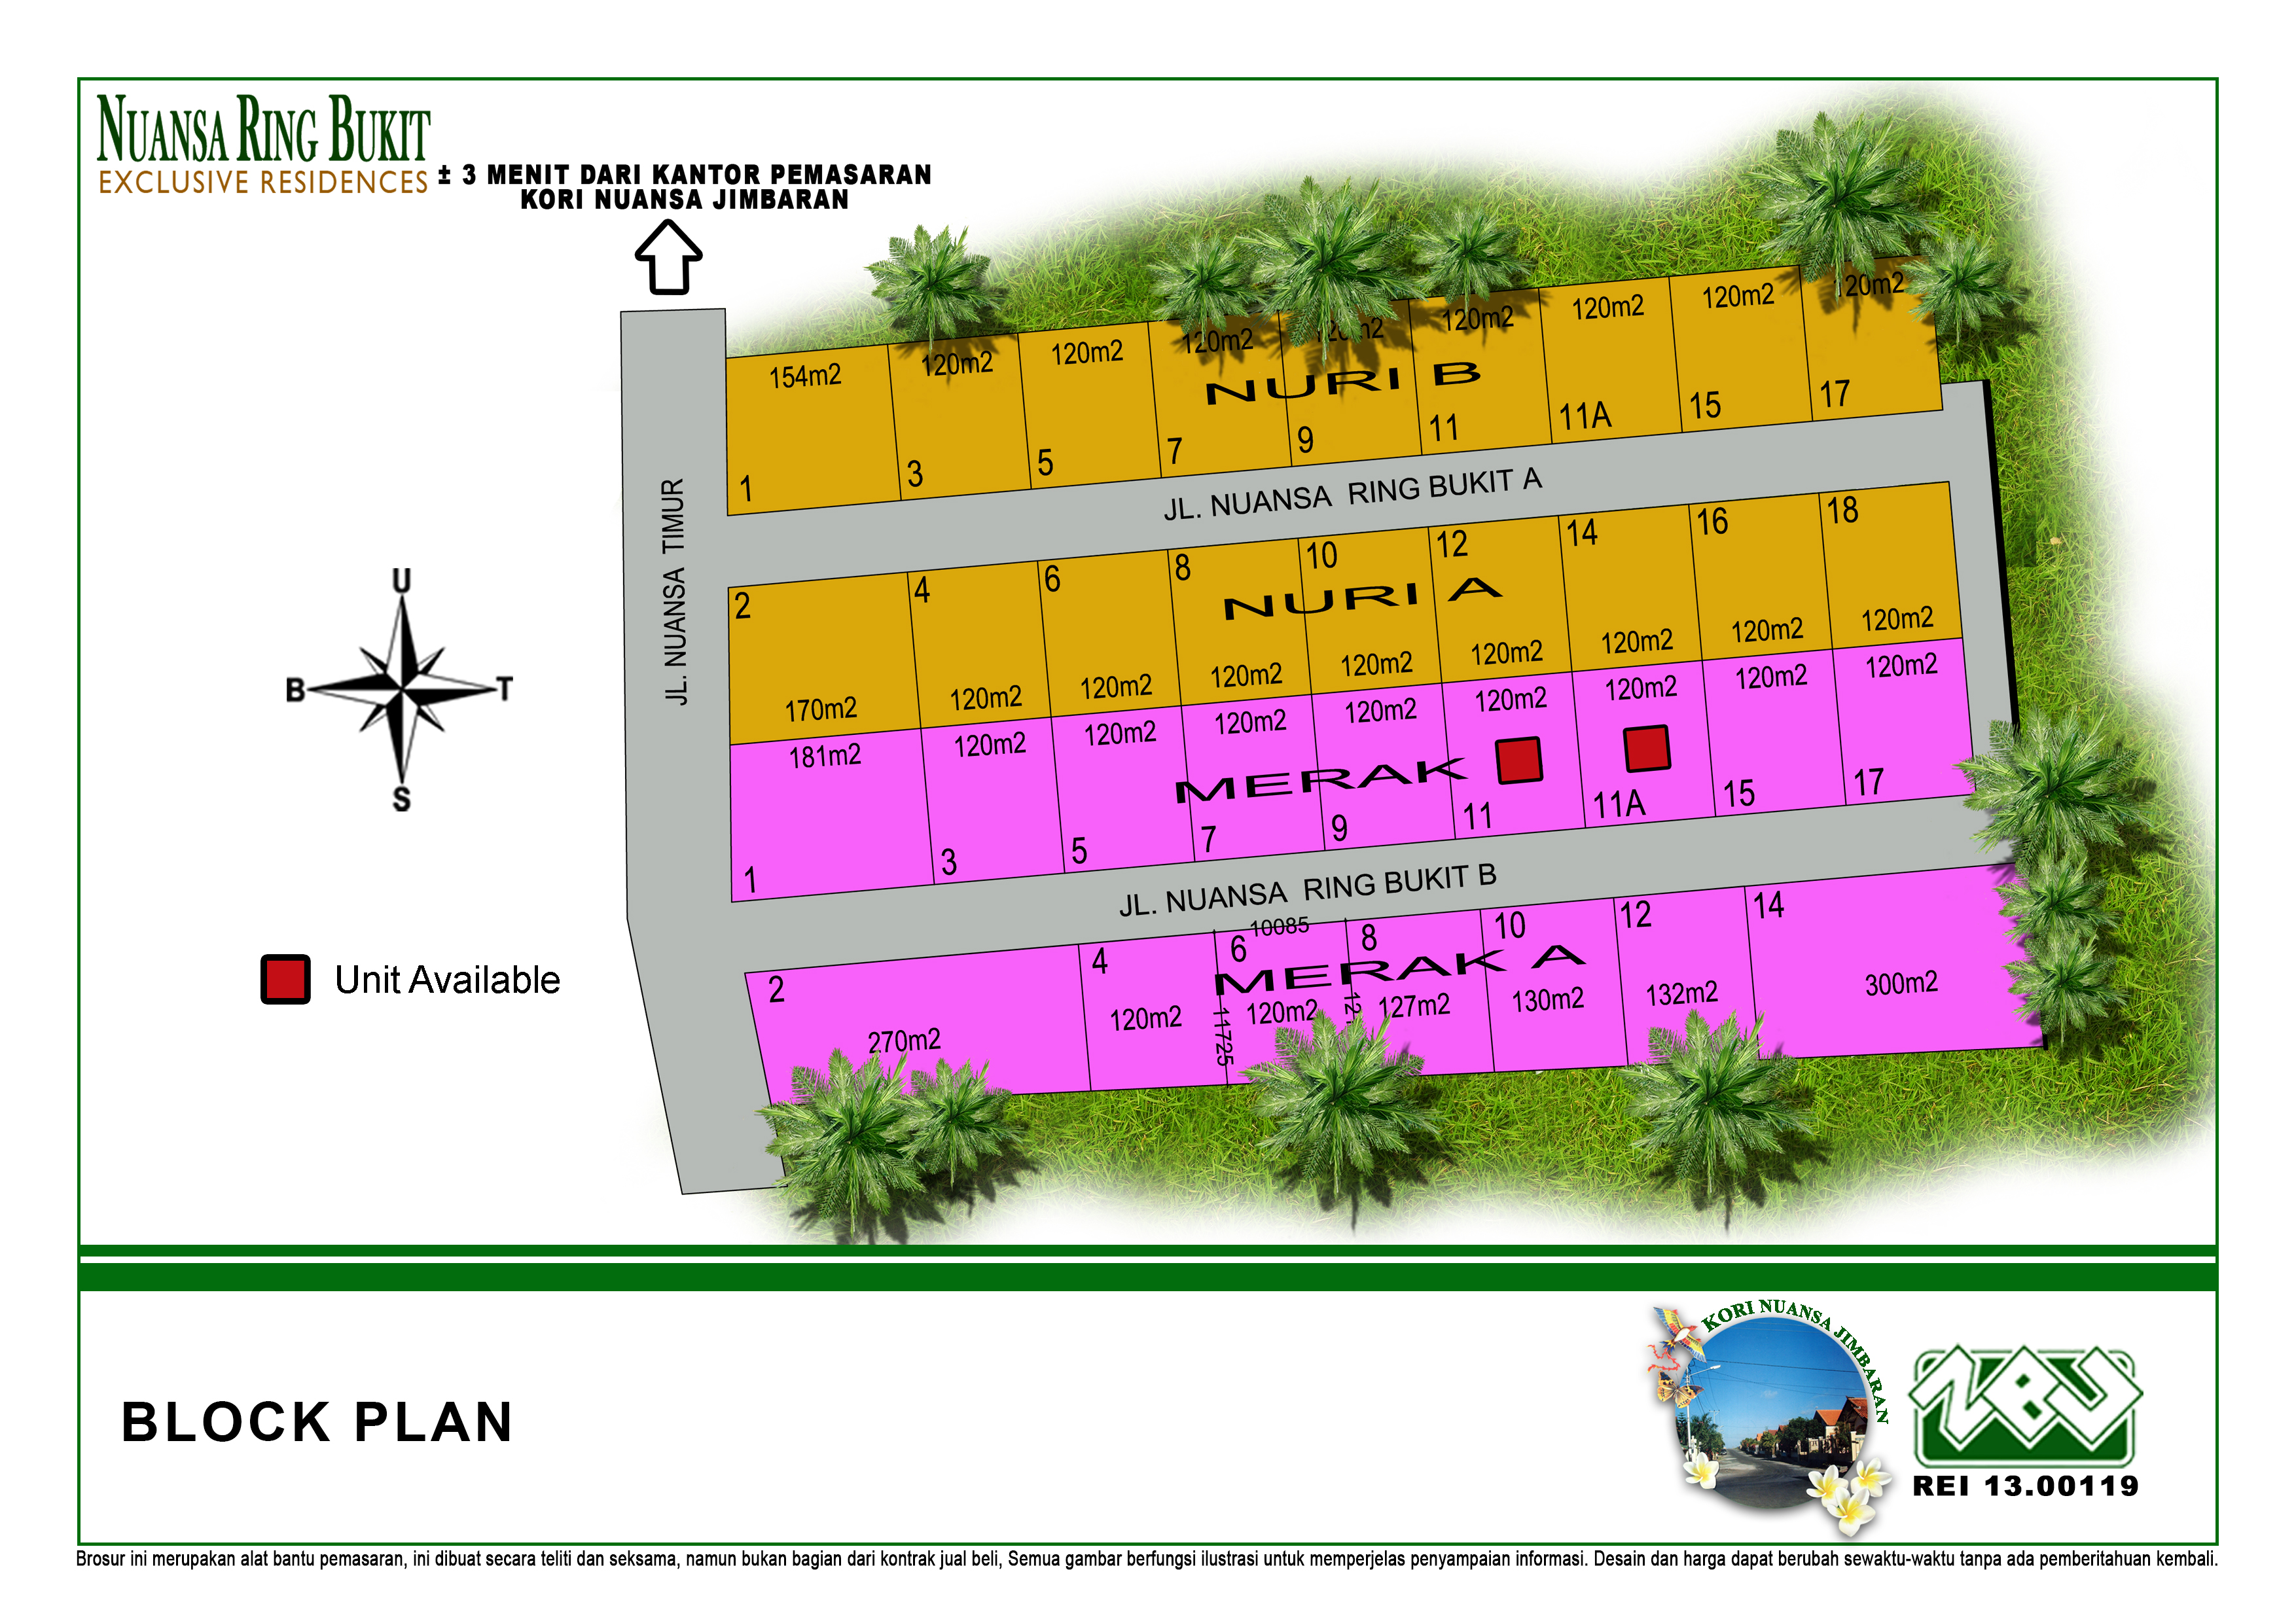 NUANSA RING BUKIT
EXCLUSIVE RESIDENCES
± 3 MENIT DARI KANTOR PEMASARAN
KORI NUANSA JIMBARAN
154m2 120m2 120m2 120m2 120m2 120m2 120m2 20m2
NURI B
1 3 5 7 9 11 11A 15 17
JL. NUANSA TIMUR
JL. NUANSA RING BUKIT A
2 4 6 8 10 12 14 16 18
NURI A
170m2 120m2 120m2 120m2 120m2 120m2 120m2 120m2 120m2
181m2 120m2 120m2 120m2 120m2 120m2 120m2 120m2 120m2
MERAK
1 3 5 7 9 11 11A 15 17
JL. NUANSA RING BUKIT B
10085
2 4 6 8 10 12 14
MERAK A
270m2 120m2 120m2 127m2 130m2 132m2 300m2
11725
U
B T
S
Unit Available
BLOCK PLAN
KORI NUANSA JIMBARAN
NBU
REI 13.00119
Brosur ini merupakan alat bantu pemasaran, ini dibuat secara teliti dan seksama, namun bukan bagian dari kontrak jual beli, Semua gambar berfungsi ilustrasi untuk memperjelas penyampaian informasi. Desain dan harga dapat berubah sewaktu-waktu tanpa ada pemberitahuan kembali.